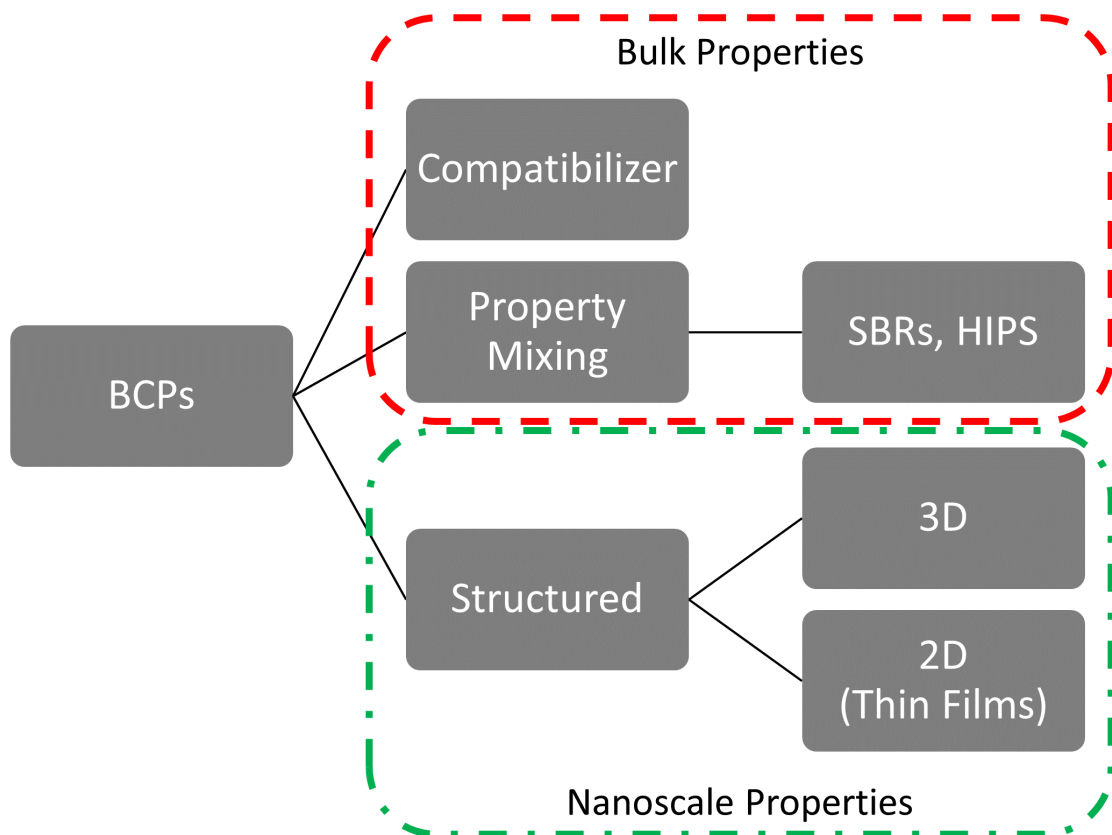 Bulk Properties
Compatibilizer
Property
Mixing
SBRs, HIPS
BCPs
3D
Structured
2D
(Thin Films)
Nanoscale Properties